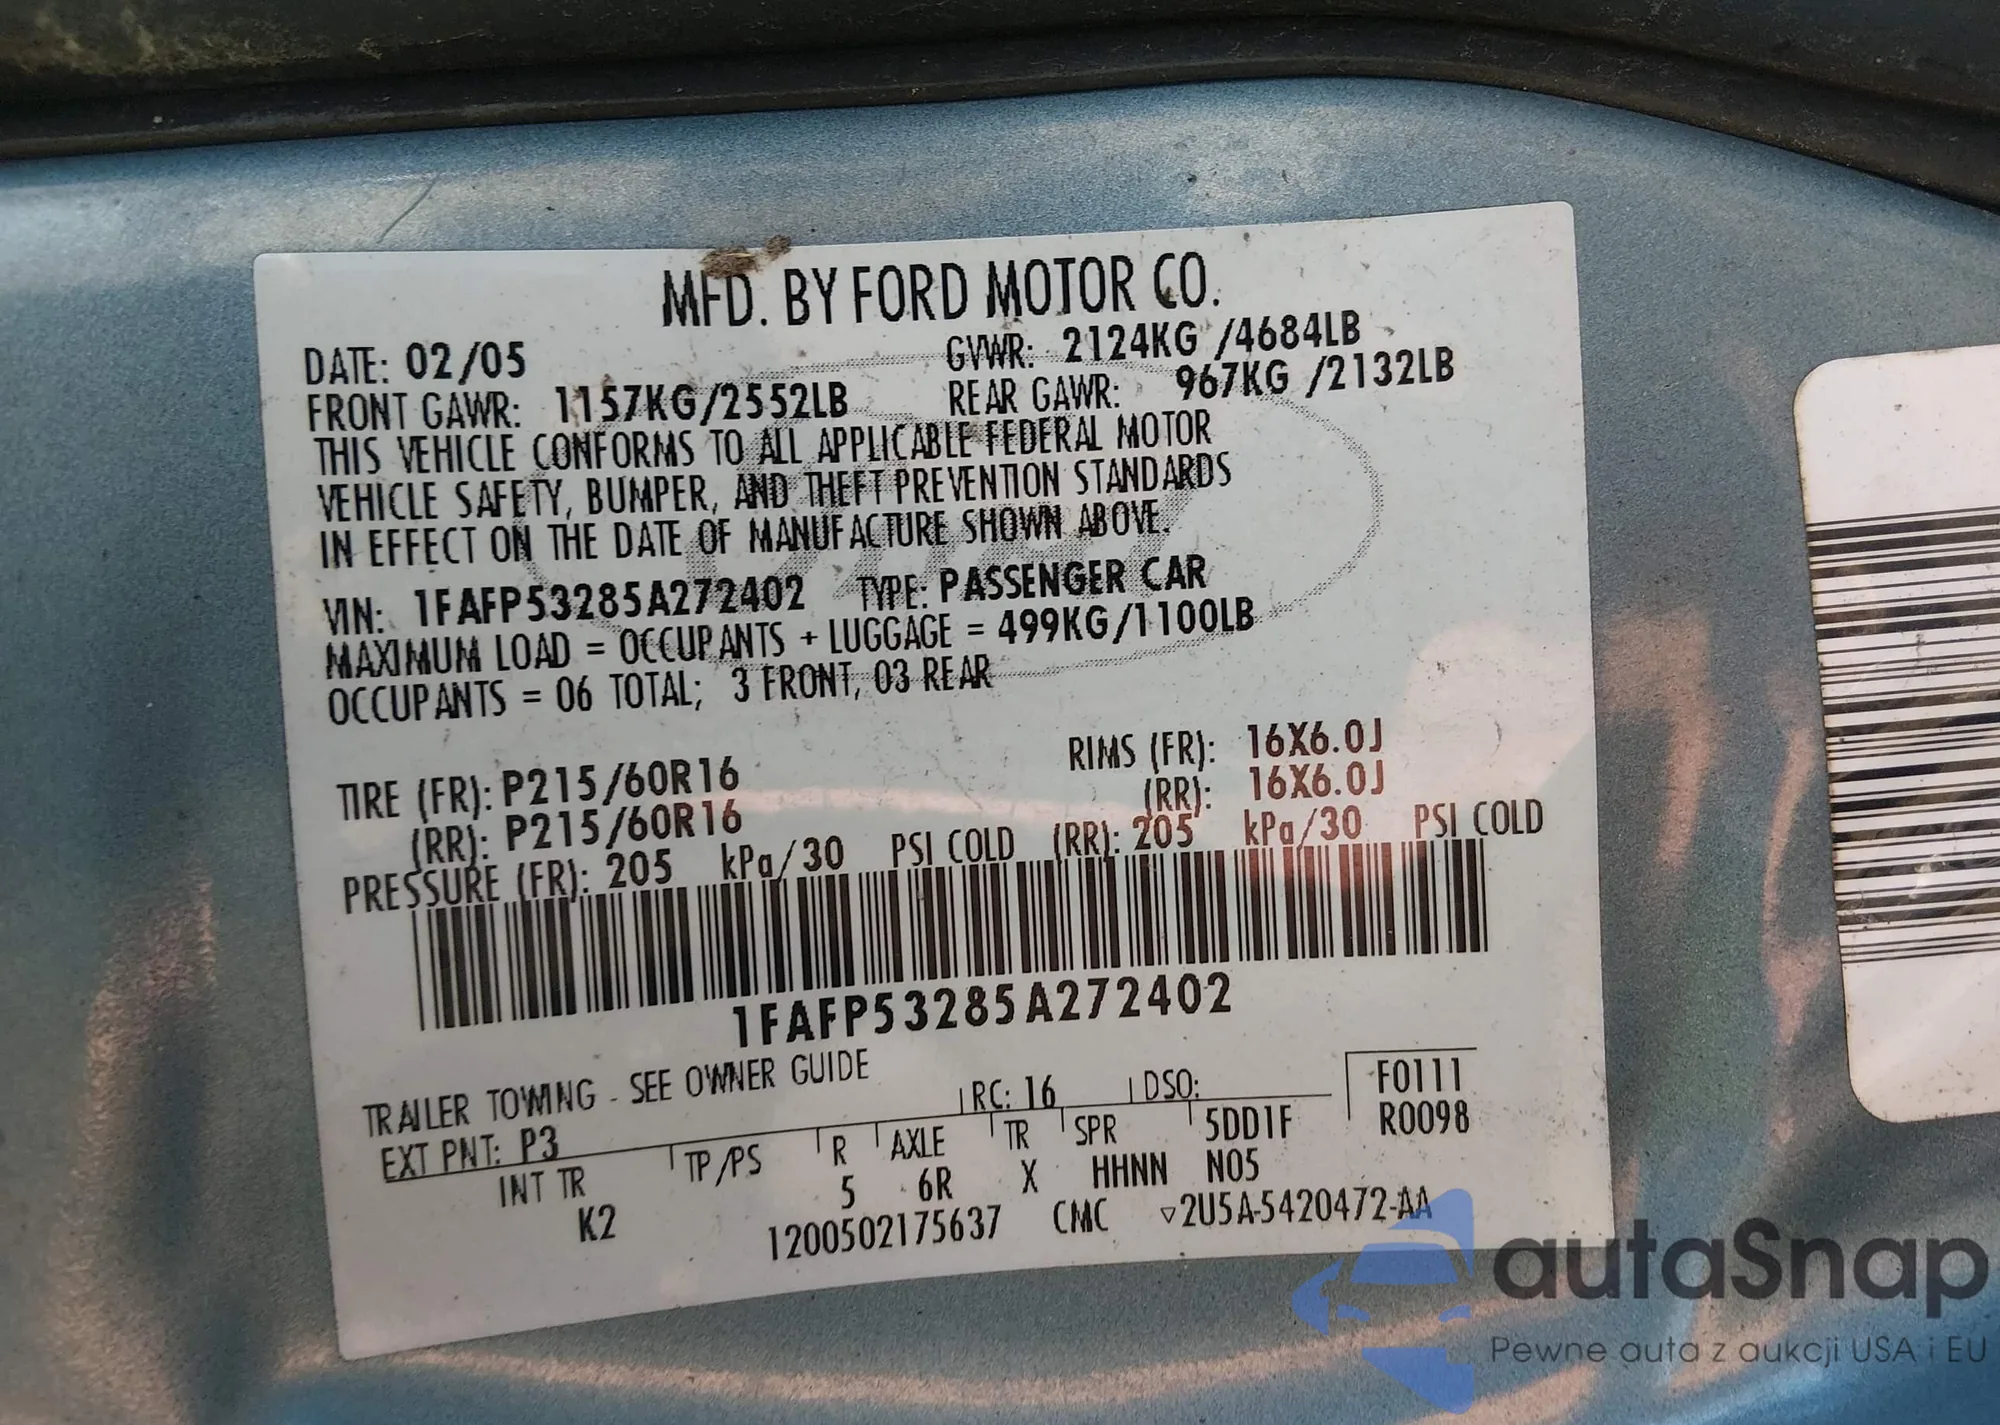 MFD. BY FORD MOTOR CO.
DATE: 02/05 GVWR: 2124KG /4684LB
FRONT GAWR: 1157KG/2552LB REAR GAWR: 967KG /2132LB
THIS VEHICLE CONFORMS TO ALL APPLICABLE FEDERAL MOTOR
VEHICLE SAFETY, BUMPER, AND THEFT PREVENTION STANDARDS
IN EFFECT ON THE DATE OF MANUFACTURE SHOWN ABOVE.
VIN: 1FAFP53285A272402 TYPE: PASSENGER CAR
MAXIMUM LOAD = OCCUPANTS + LUGGAGE = 499KG/1100LB
OCCUPANTS = 06 TOTAL; 3 FRONT, 03 REAR
TIRE (FR): P215/60R16 RIMS (FR): 16X6.0J
(RR): P215/60R16 (RR): 16X6.0J
PRESSURE (FR): 205 kPa/30 PSI COLD (RR): 205 kPa/30 PSI COLD
1FAFP53285A272402
TRAILER TOWING - SEE OWNER GUIDE
EXT PNT: P3 RC: 16 DSO: F0111
INT TR TP/PS R AXLE TR SPR 5DD1F R0098
K2 5 6R X HHNN N05
1200502175637 CMC ▽2U5A-5420472-AA
autaSnap
Pewne auta z aukcji USA i EU